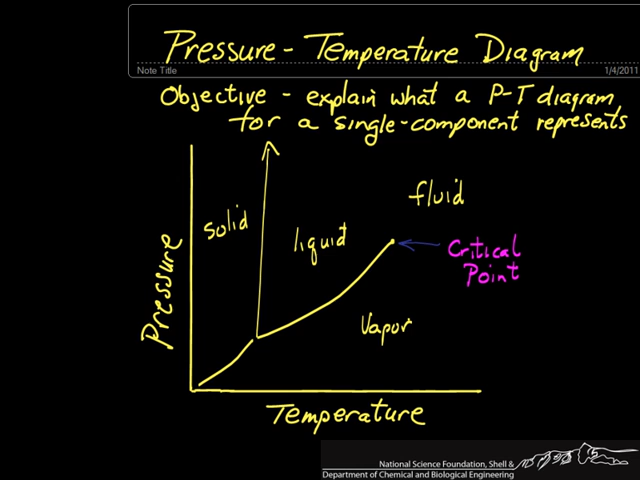 Pressure - Temperature Diagram
Note Title
1/4/2011
Objective - explain what a P-T diagram
for a single-component represents
fluid
solid
liquid
Critical
Point
Pressure
Vapor
Temperature
National Science Foundation, Shell &
Department of Chemical and Biological Engineering